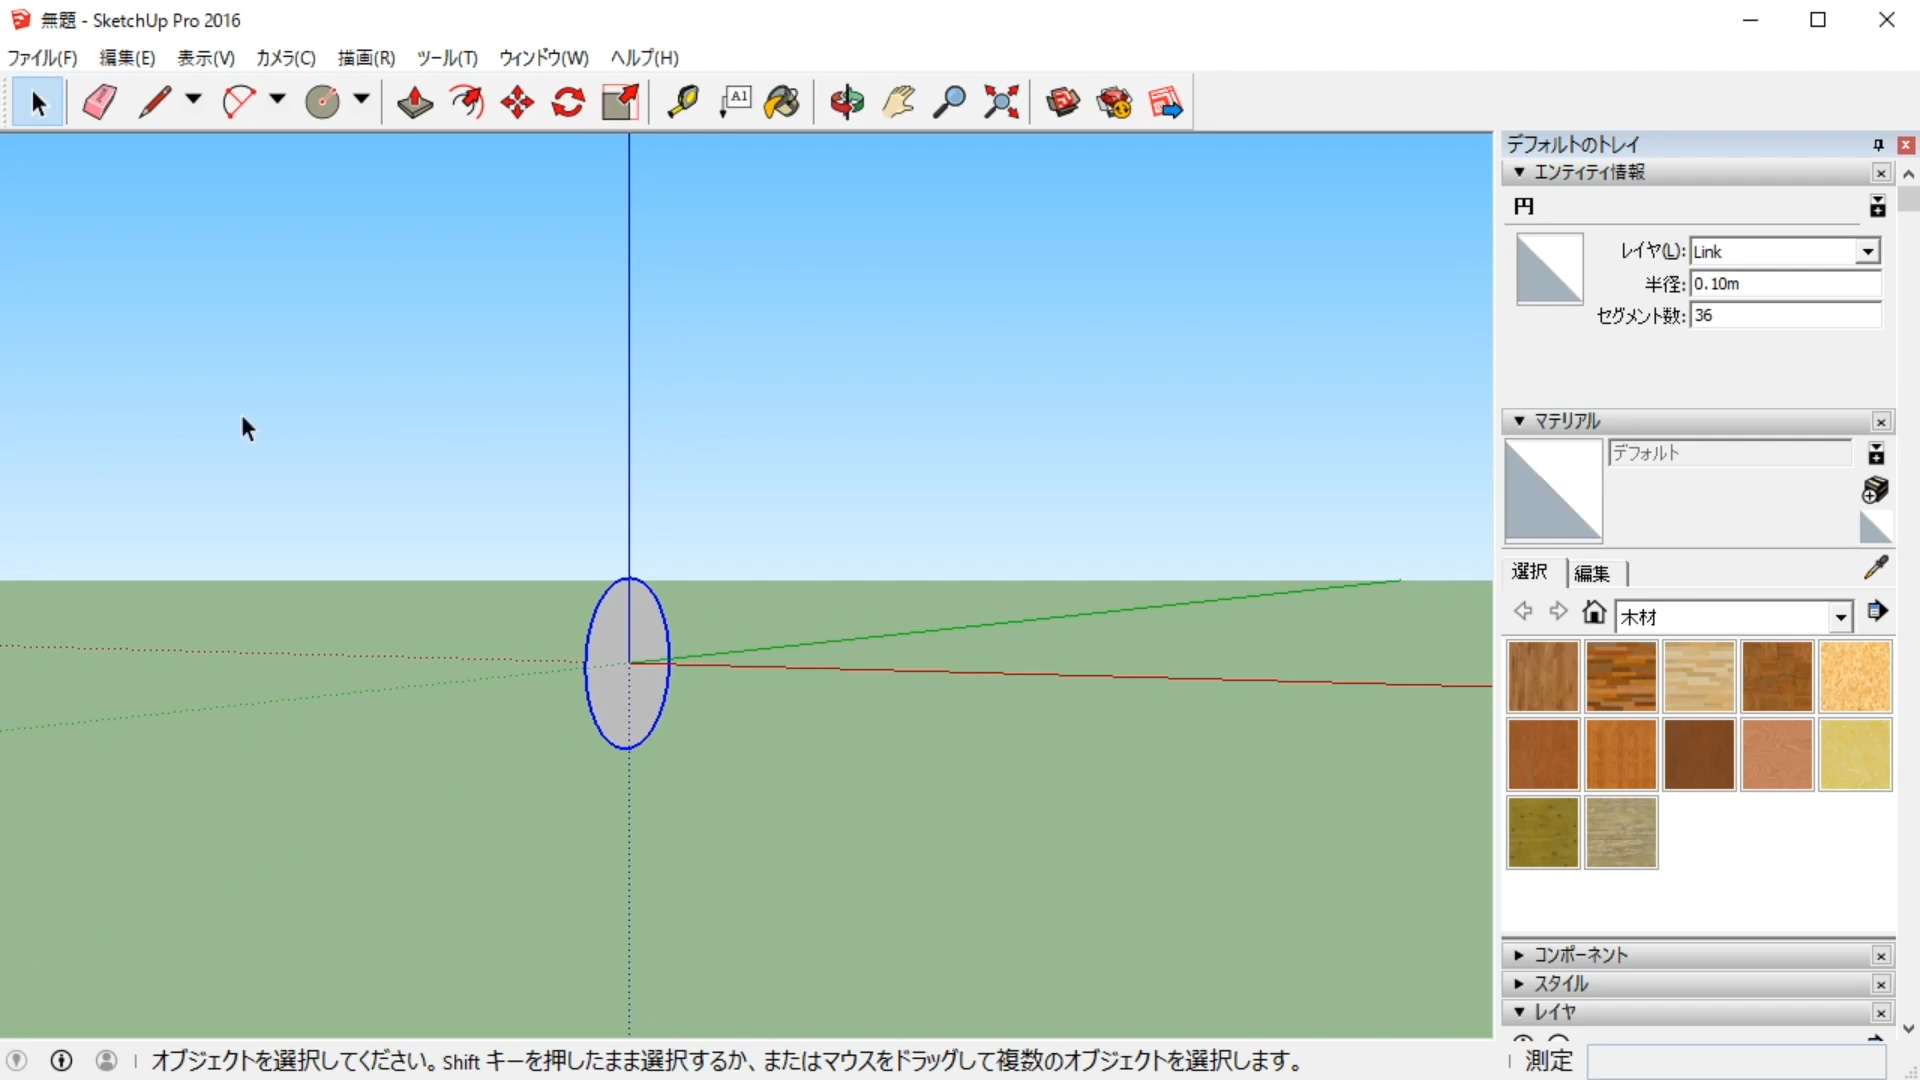 無題 - SketchUp Pro 2016
ファイル(F) 編集(E) 表示(V) カメラ(C) 描画(R) ツール(T) ウィンドウ(W) ヘルプ(H)
A1
デフォルトのトレイ
エンティティ情報
円
レイヤ(L): Link
半径: 0.10m
セグメント数: 36
マテリアル
デフォルト
選択 編集
木材
コンポーネント
スタイル
レイヤ
オブジェクトを選択してください。Shift キーを押したまま選択するか、またはマウスをドラッグして複数のオブジェクトを選択します。
測定